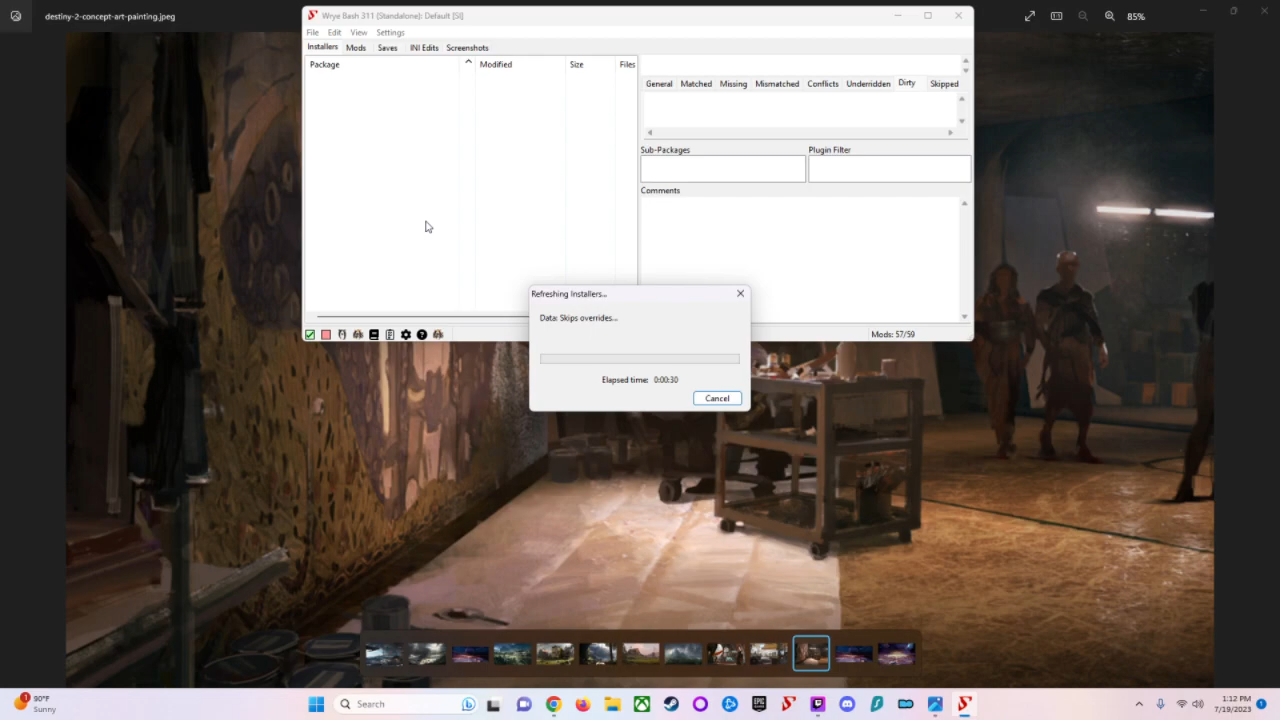 destiny-2-concept-art-painting.jpeg
Wrye Bash 311 (Standalone): Default [SI]
File Edit View Settings
Installers Mods Saves INI Edits Screenshots
Package Modified Size Files
General Matched Missing Mismatched Conflicts Underridden Dirty Skipped
Sub-Packages Plugin Filter
Comments
Refreshing Installers...
Data: Skips overrides...
Elapsed time: 0:00:30
Cancel
Mods: 57/59
90°F
Sunny
Search
EPIC
1:18 PM
7/19/2023